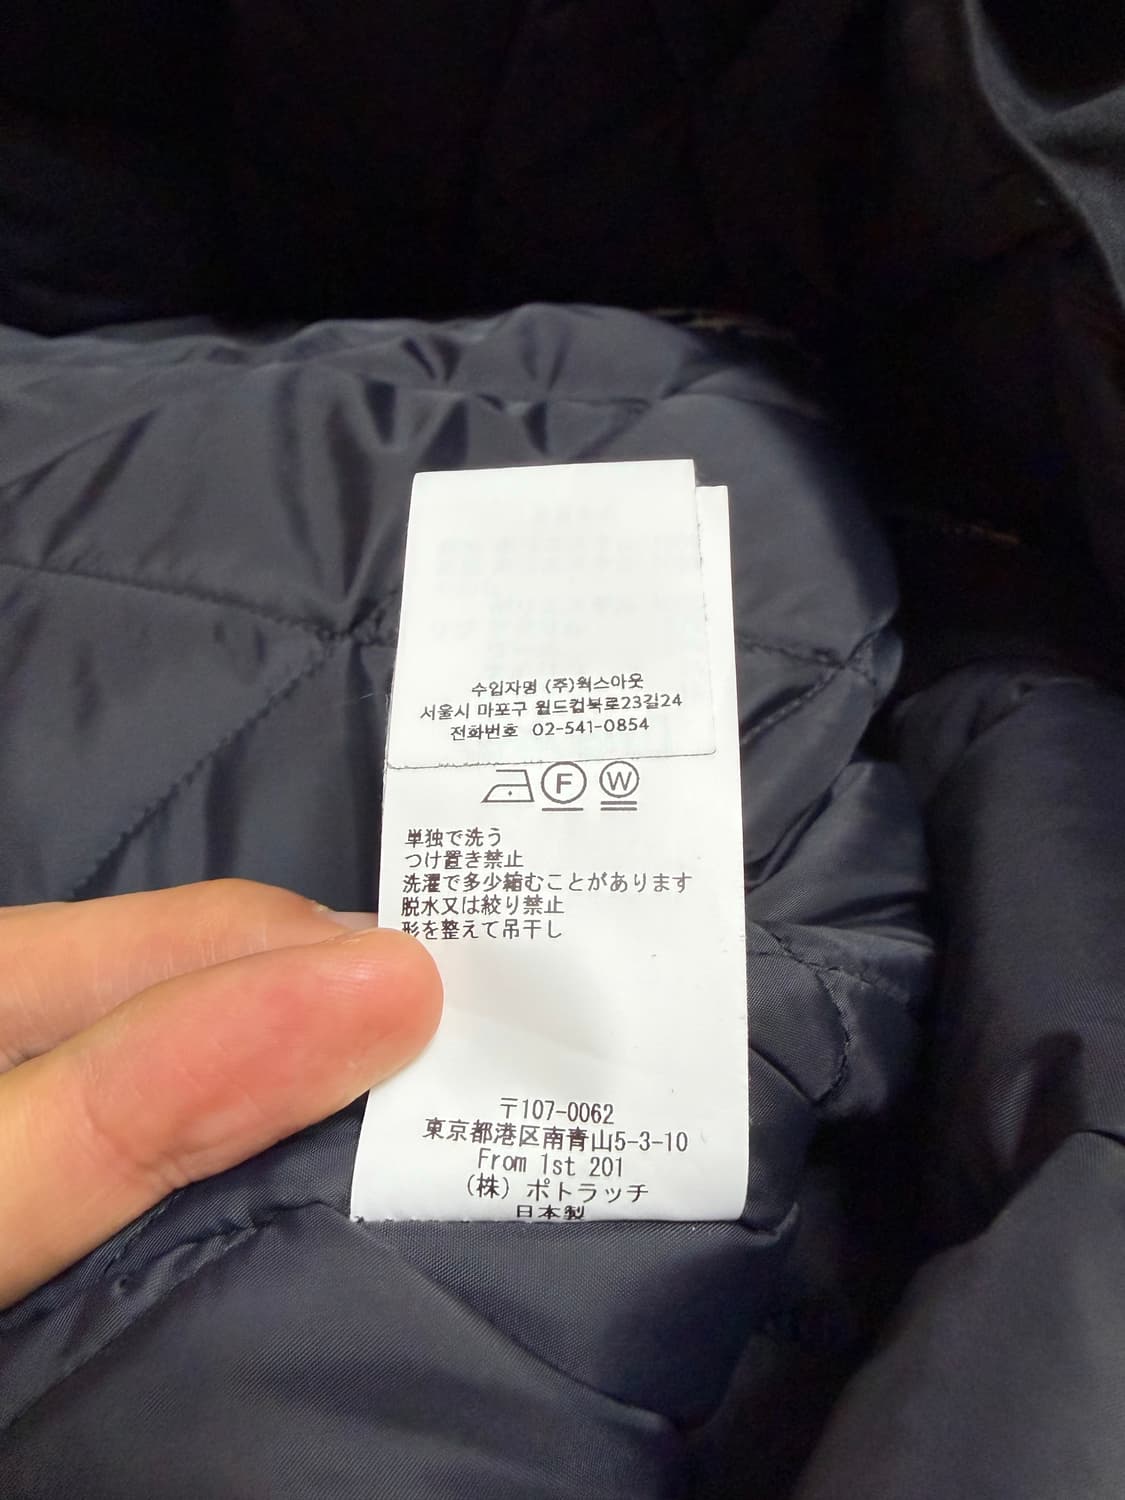 수입자명 (주)웍스아웃
서울시 마포구 월드컵북로23길24
전화번호 02-541-0854
F W
単独で洗う
つけ置き禁止
洗濯で多少縮むことがあります
脱水又は絞り禁止
形を整えて吊干し
〒107-0062
東京都港区南青山5-3-10
From 1st 201
(株) ポトラッチ
日本製